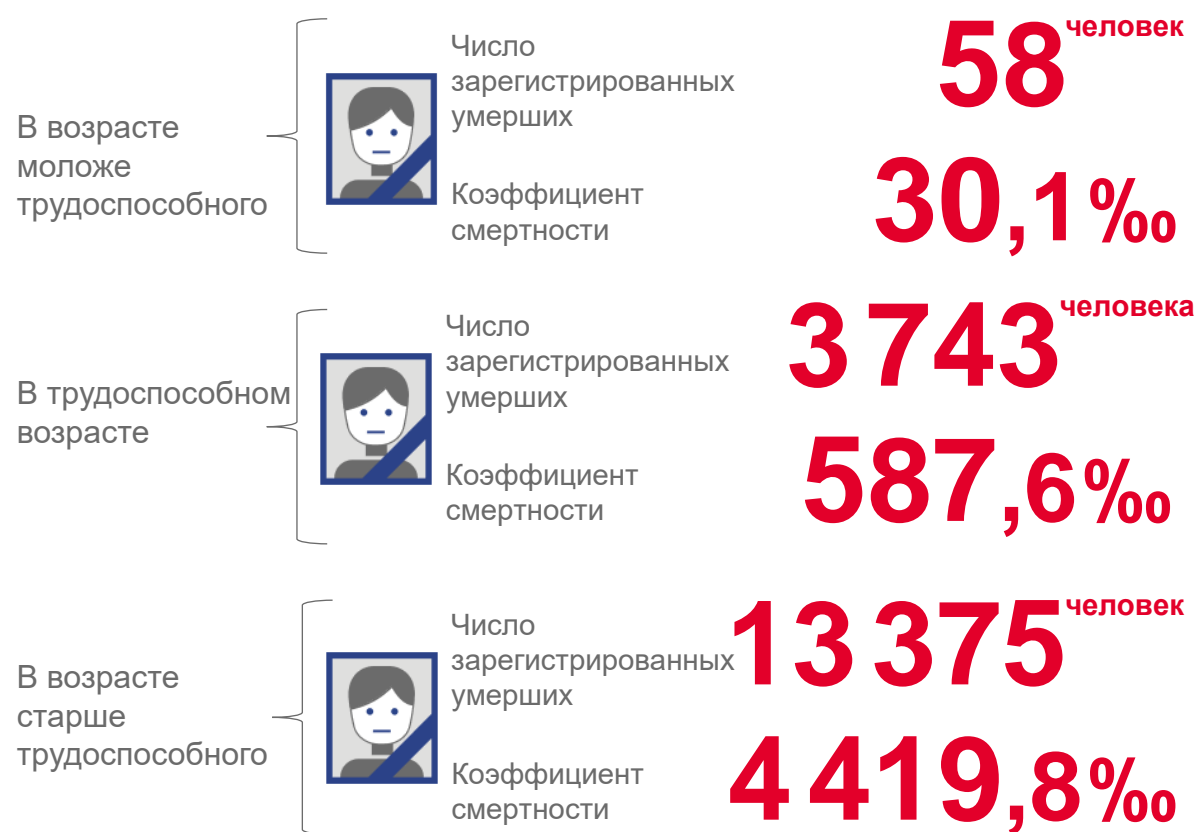 В возрасте
моложе
трудоспособного
Число
зарегистрированных
умерших
58 человек
Коэффициент
смертности
30,1‰
В трудоспособном
возрасте
Число
зарегистрированных
умерших
3 743 человека
Коэффициент
смертности
587,6‰
В возрасте
старше
трудоспособного
Число
зарегистрированных
умерших
13 375 человек
Коэффициент
смертности
4 419,8‰